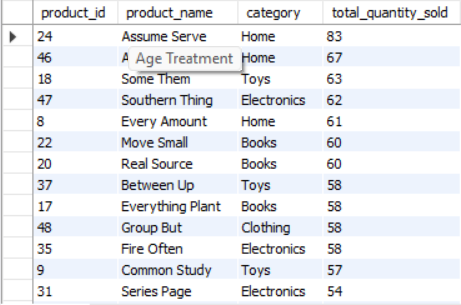 product_id product_name category total_quantity_sold
24 Assume Serve Home 83
46 A Age Treatment Home 67
18 Some Them Toys 63
47 Southern Thing Electronics 62
8 Every Amount Home 61
22 Move Small Books 60
20 Real Source Books 60
37 Between Up Toys 58
17 Everything Plant Books 58
48 Group But Clothing 58
35 Fire Often Electronics 58
9 Common Study Toys 57
31 Series Page Electronics 54